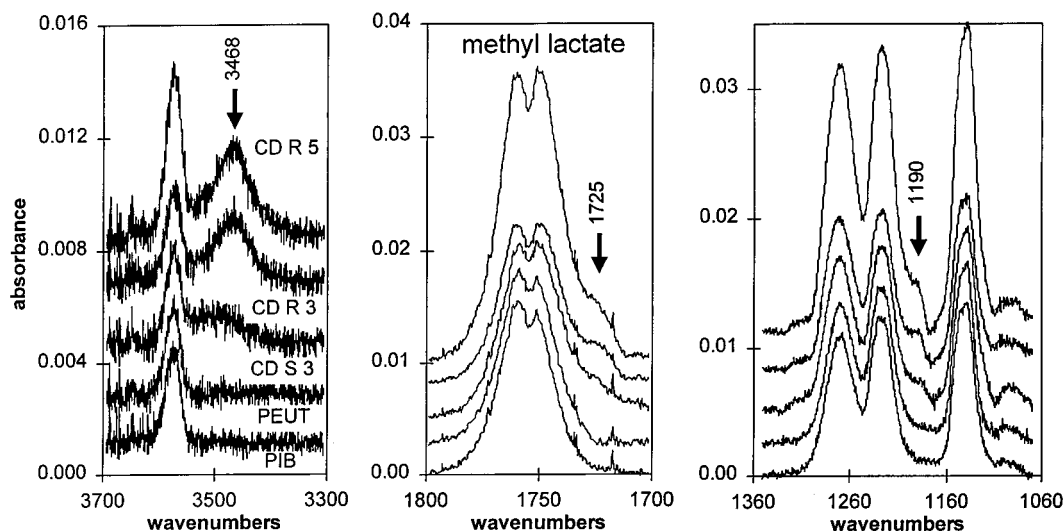 0.016
0.012
0.008
0.004
0.000
absorbance
3468
CD R 5
CD R 3
CD S 3
PEUT
PIB
3700 3500 3300
wavenumbers
0.04
0.03
0.02
0.01
0.00
methyl lactate
1725
1800 1750 1700
wavenumbers
0.03
0.02
0.01
0.00
1190
1360 1260 1160 1060
wavenumbers